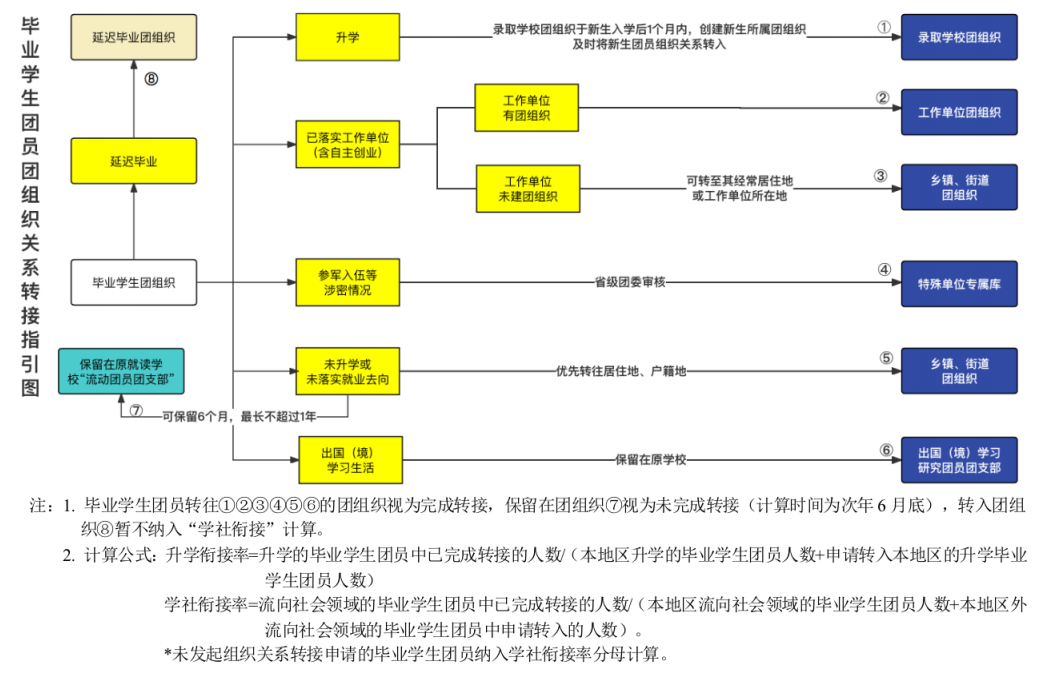 毕业学生团员团组织关系转接指引图
延迟毕业团组织
⑧
延迟毕业
毕业学生团组织
保留在原就读学
校“流动团员团支部”
⑦
可保留6个月，最长不超过1年
升学
录取学校团组织于新生入学后1个月内，创建新生所属团组织
及时将新生团员组织关系转入
①
录取学校团组织
已落实工作单位
（含自主创业）
工作单位
有团组织
②
工作单位团组织
工作单位
未建团组织
可转至其经常居住地
或工作单位所在地
③
乡镇、街道
团组织
参军入伍等
涉密情况
省级团委审核
④
特殊单位专属库
未升学或
未落实就业去向
优先转往居住地、户籍地
⑤
乡镇、街道
团组织
出国（境）
学习生活
保留在原学校
⑥
出国（境）学习
研究团员团支部
注：1. 毕业学生团员转往①②③④⑤⑥的团组织视为完成转接，保留在团组织⑦视为未完成转接（计算时间为次年6月底），转入团组
织⑧暂不纳入“学社衔接”计算。
2. 计算公式：升学衔接率=升学的毕业学生团员中已完成转接的人数/（本地区升学的毕业学生团员人数+申请转入本地区的升学毕业
学生团员人数）
学社衔接率=流向社会领域的毕业学生团员中已完成转接的人数/（本地区流向社会领域的毕业学生团员人数+本地区外
流向社会领域的毕业学生团员中申请转入的人数）。
*未发起组织关系转接申请的毕业学生团员纳入学社衔接率分母计算。